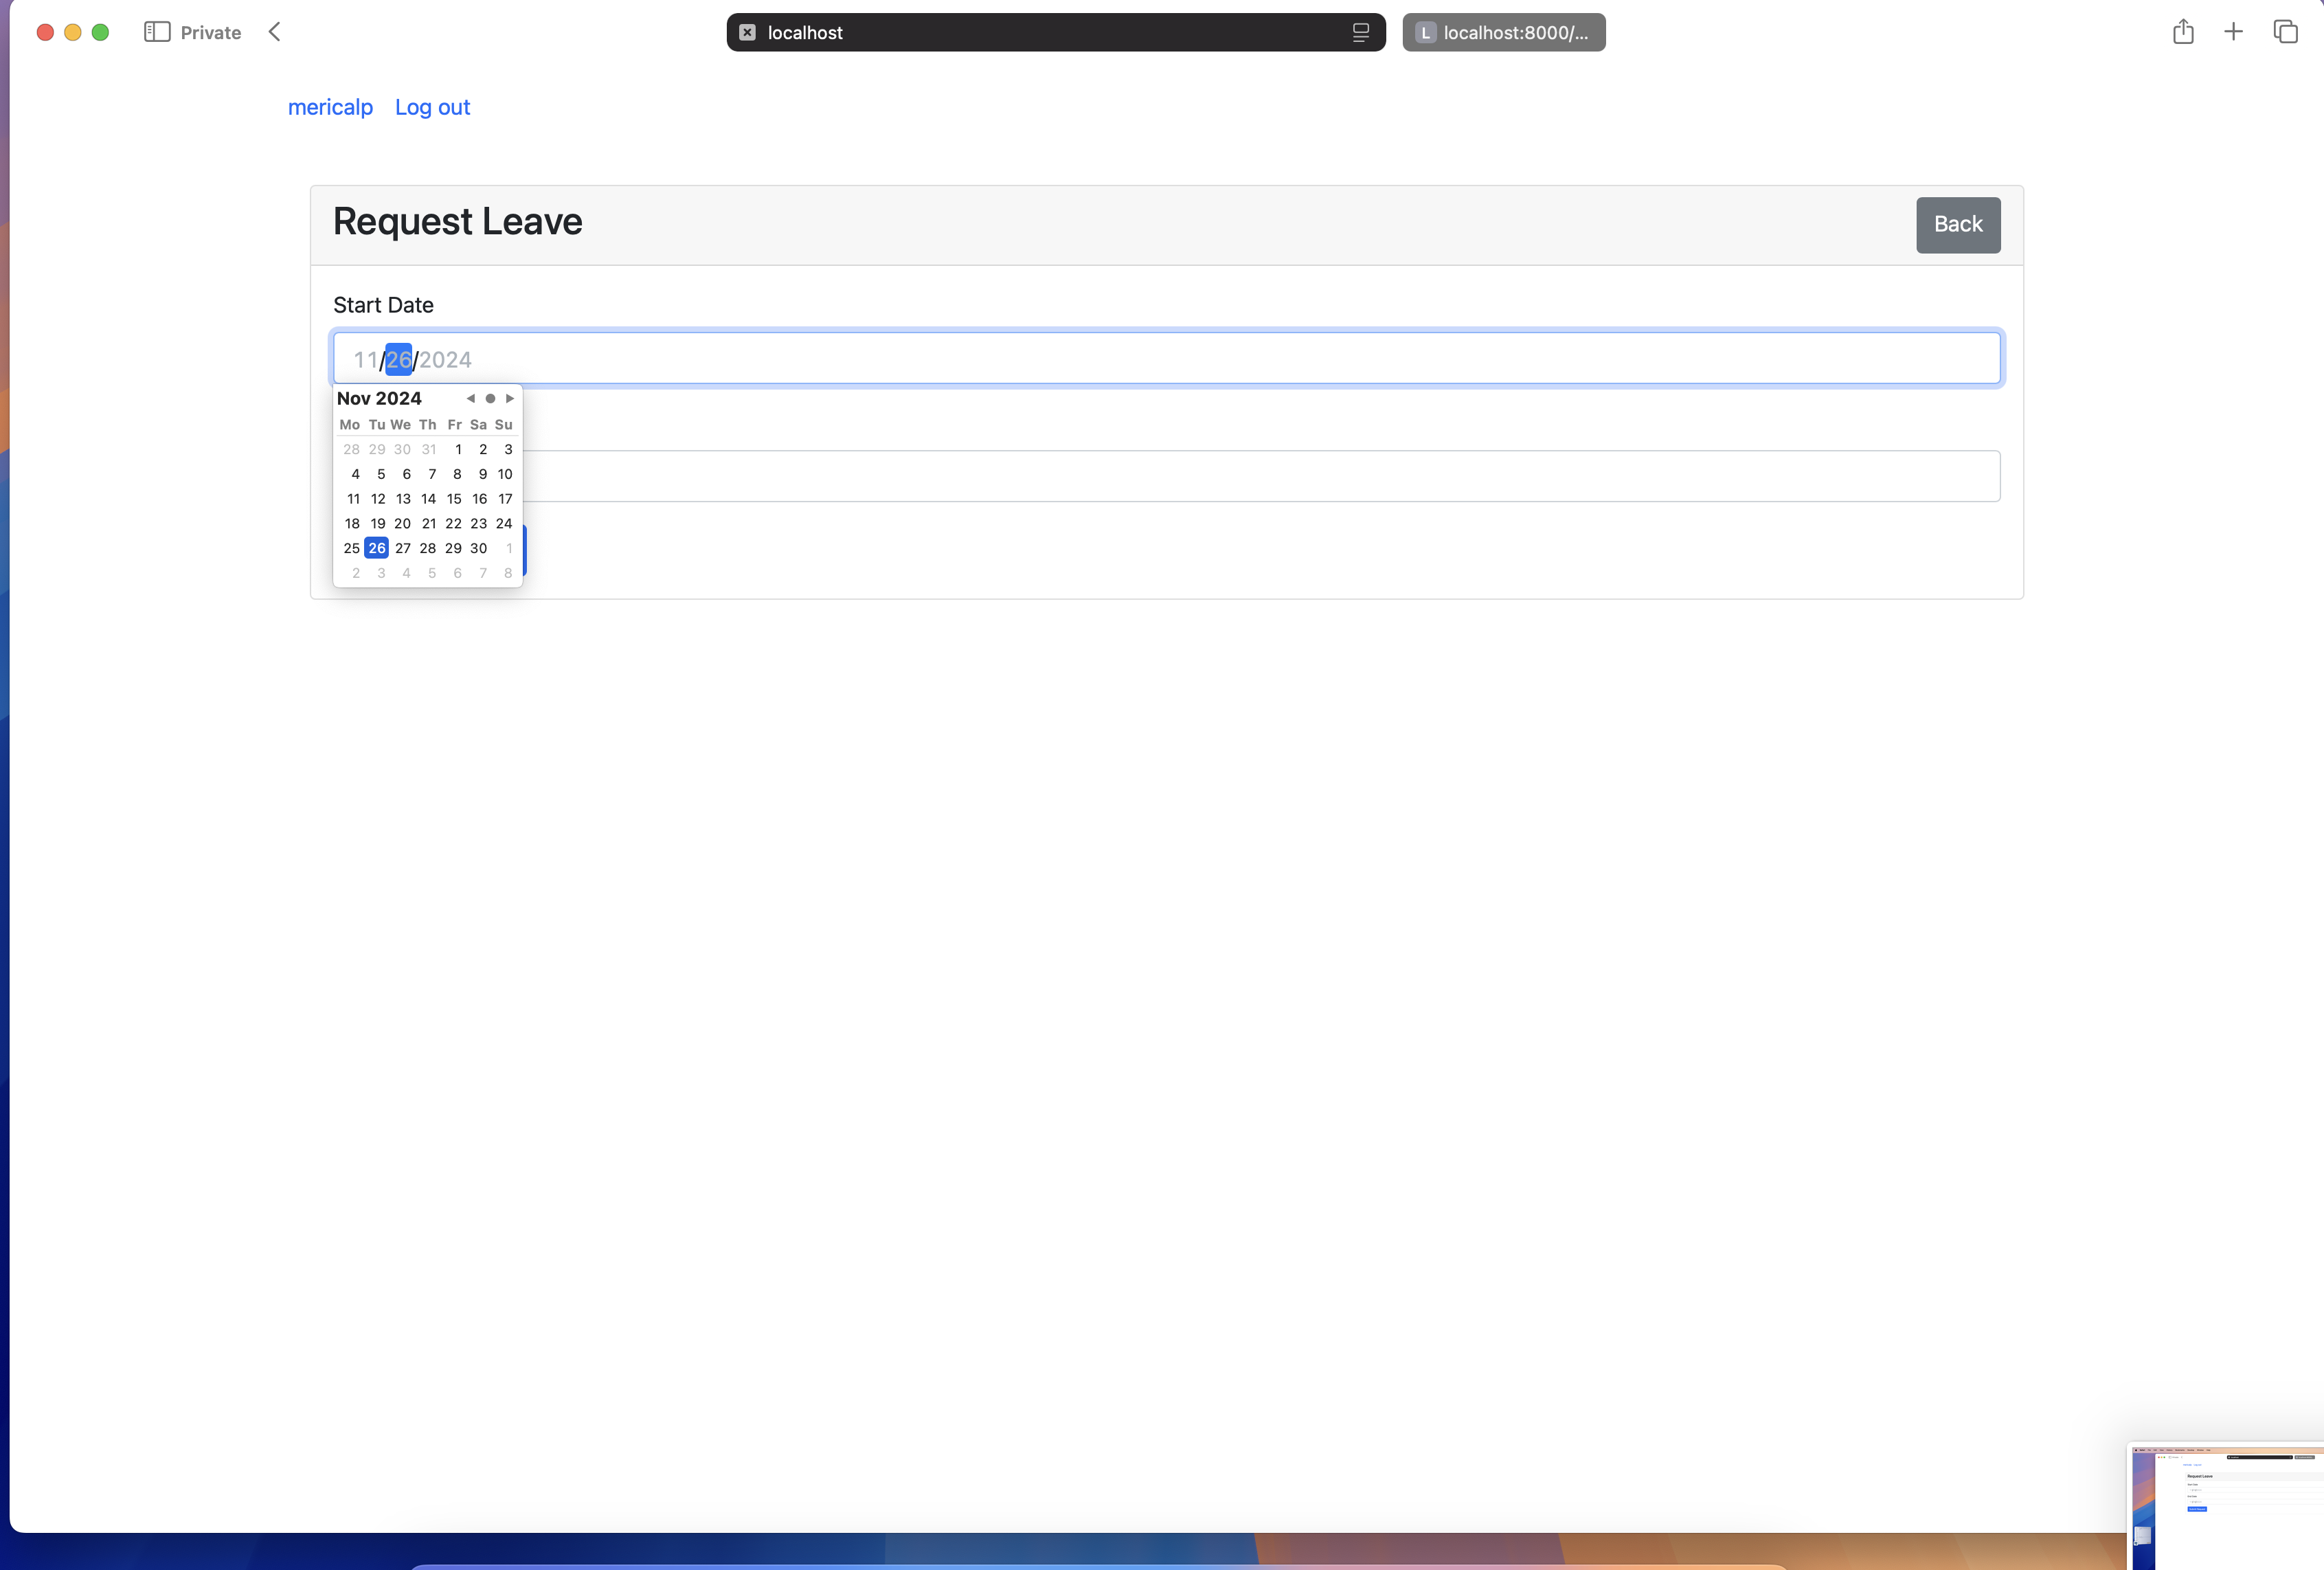 Private localhost L localhost:8000/...
mericalp Log out
Request Leave Back
Start Date
11/26/2024
Nov 2024
Mo Tu We Th Fr Sa Su
28 29 30 31 1 2 3
4 5 6 7 8 9 10
11 12 13 14 15 16 17
18 19 20 21 22 23 24
25 26 27 28 29 30 1
2 3 4 5 6 7 8
Request Leave